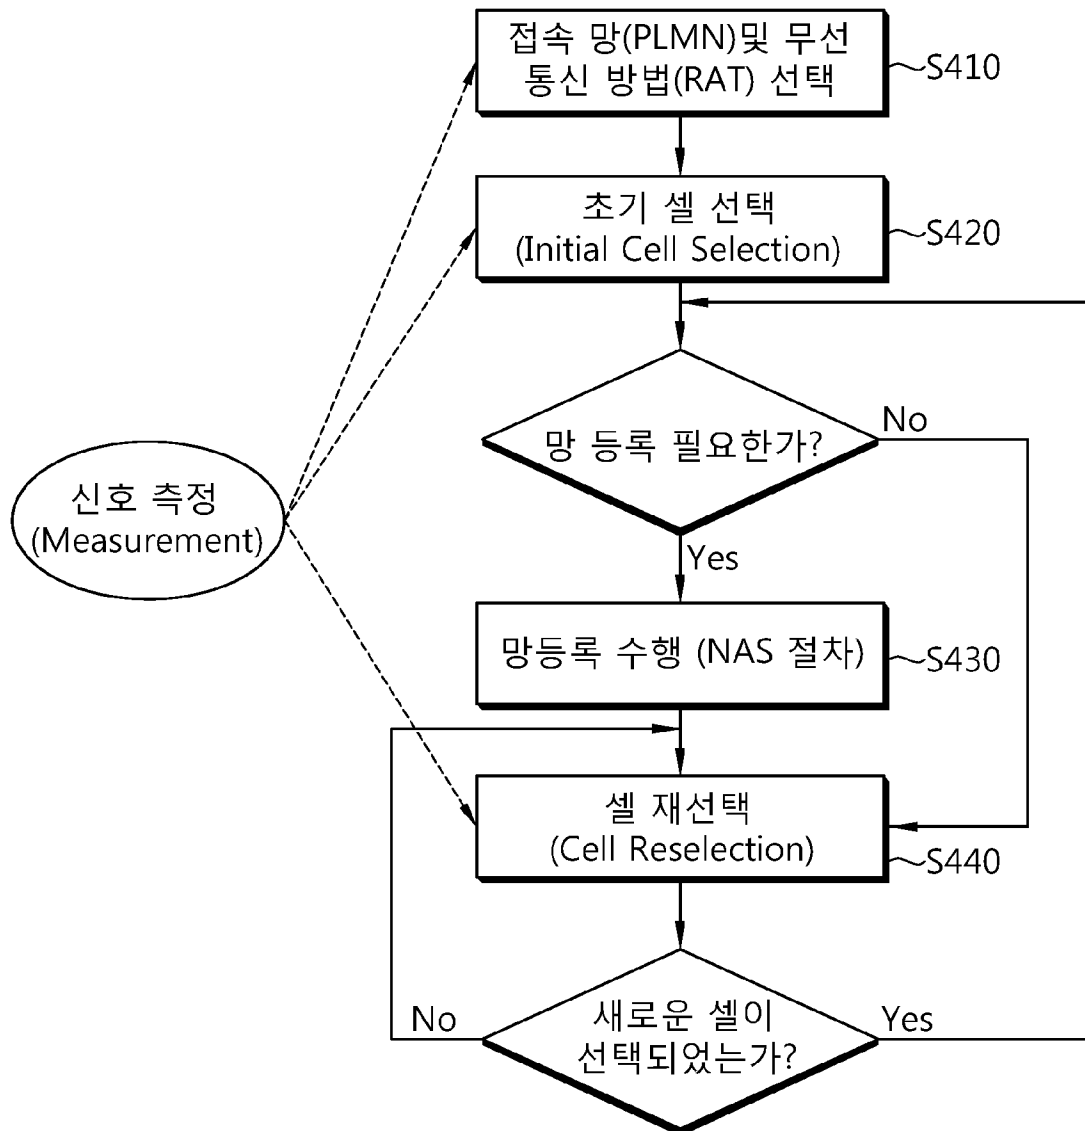 접속 망(PLMN)및 무선
통신 방법(RAT) 선택
S410
초기 셀 선택
(Initial Cell Selection)
S420
망 등록 필요한가?
No
신호 측정
(Measurement)
Yes
망등록 수행 (NAS 절차)
S430
셀 재선택
(Cell Reselection)
S440
No
새로운 셀이
선택되었는가?
Yes